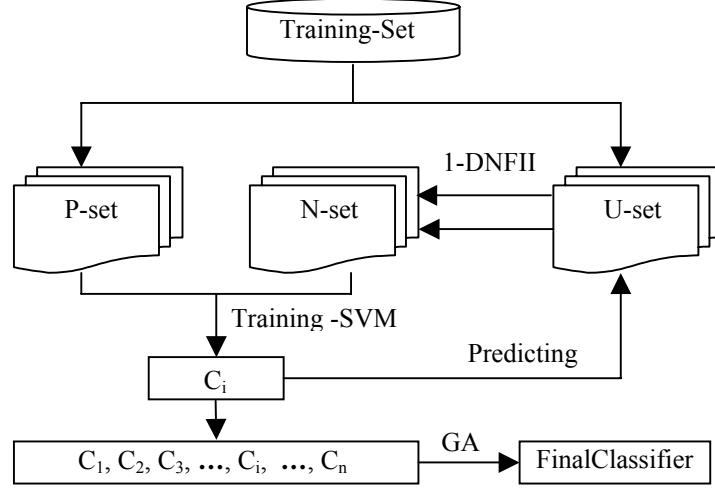 Training-Set
1-DNFII
P-set
N-set
U-set
Training -SVM
Predicting
Cᵢ
C₁, C₂, C₃, ..., Cᵢ, ..., Cₙ
GA
FinalClassifier